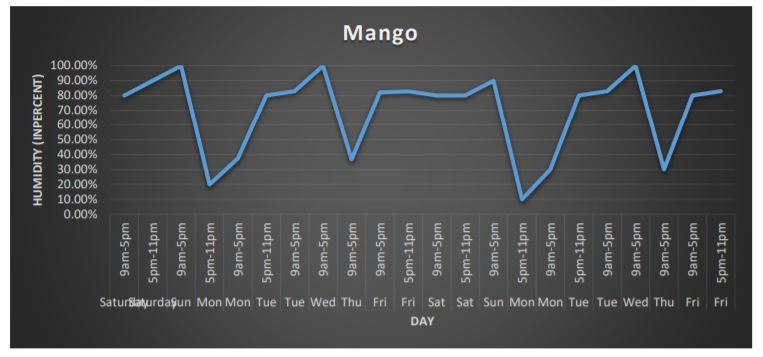 Mango
HUMIDITY (INPERCENT)
100.00%
90.00%
80.00%
70.00%
60.00%
50.00%
40.00%
30.00%
20.00%
10.00%
0.00%
9am-5pm 5pm-11pm 9am-5pm 5pm-11pm 9am-5pm 5pm-11pm 9am-5pm 9am-5pm 9am-5pm 9am-5pm 5pm-11pm 9am-5pm 5pm-11pm 9am-5pm 5pm-11pm 9am-5pm 5pm-11pm 9am-5pm 9am-5pm 9am-5pm 9am-5pm 5pm-11pm
Saturday Saturday Sun Mon Mon Tue Tue Wed Thu Fri Fri Sat Sat Sun Mon Mon Tue Tue Wed Thu Fri Fri
DAY